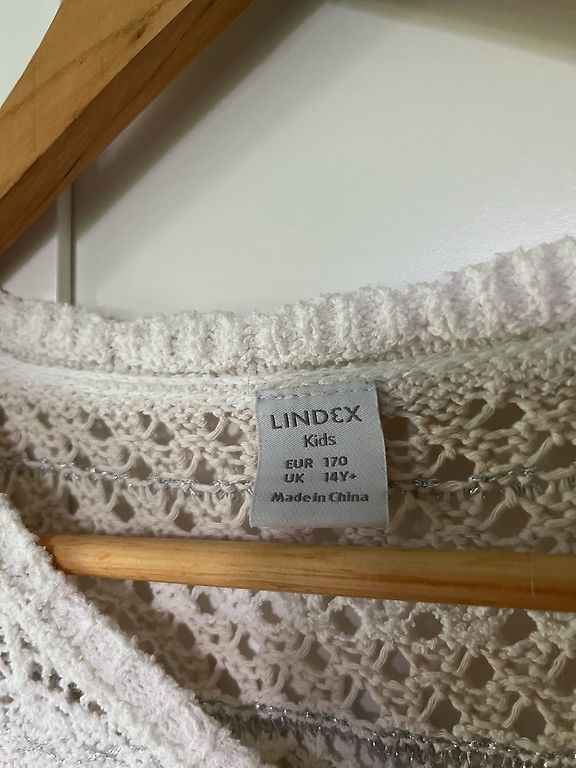 LINDEX
Kids
EUR 170
UK 14Y+
Made in China